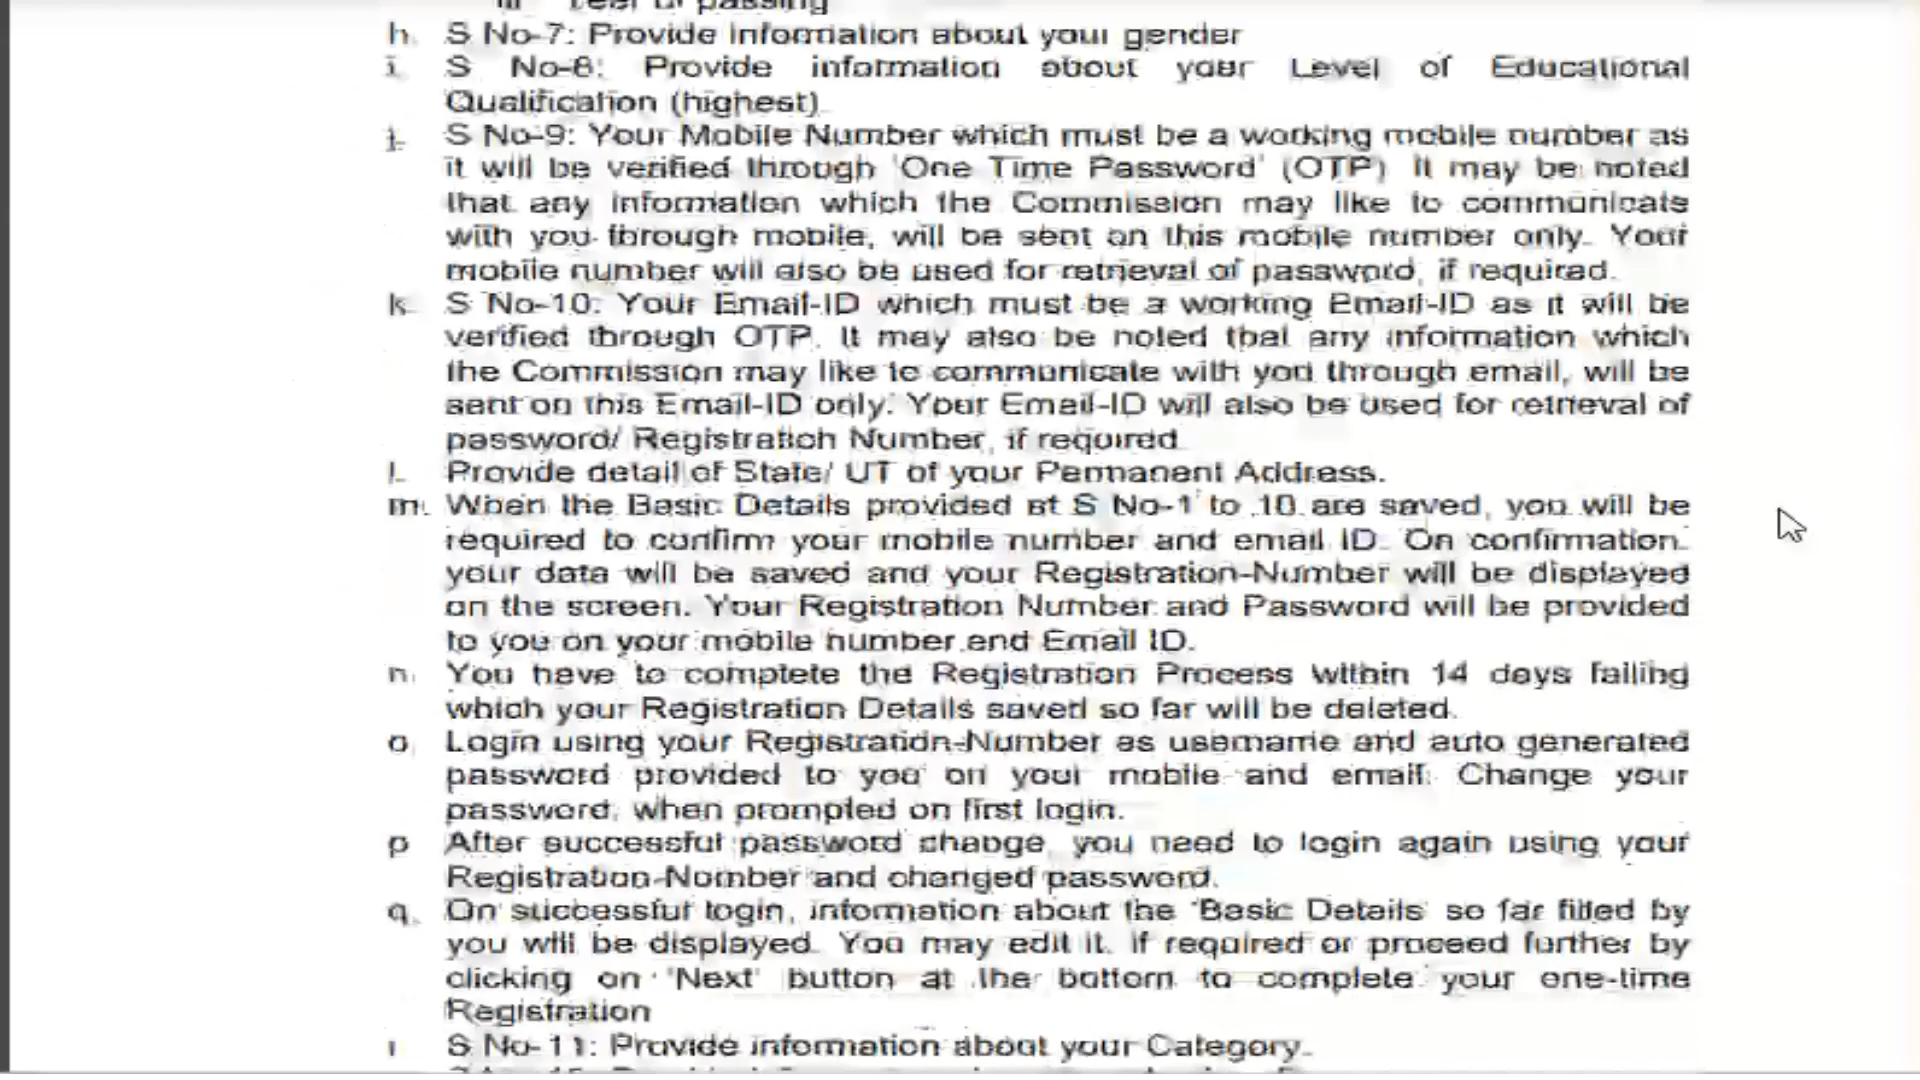 iii Year of passing
h. S No-7: Provide information about your gender
i. S No-8: Provide information about your Level of Educational
Qualification (highest)
j. S No-9: Your Mobile Number which must be a working mobile number as
it will be verified through 'One Time Password' (OTP). It may be noted
that any information which the Commission may like to communicate
with you through mobile, will be sent on this mobile number only. Your
mobile number will also be used for retrieval of password, if required.
k. S No-10: Your Email-ID which must be a working Email-ID as it will be
verified through OTP. It may also be noted that any information which
the Commission may like to communicate with you through email, will be
sent on this Email-ID only. Your Email-ID will also be used for retrieval of
password/ Registration Number, if required.
l. Provide detail of State/ UT of your Permanent Address.
m. When the Basic Details provided at S No-1 to 10 are saved, you will be
required to confirm your mobile number and email ID. On confirmation,
your data will be saved and your Registration-Number will be displayed
on the screen. Your Registration Number and Password will be provided
to you on your mobile number and Email ID.
n. You have to complete the Registration Process within 14 days failing
which your Registration Details saved so far will be deleted.
o. Login using your Registration-Number as username and auto generated
password provided to you on your mobile and email. Change your
password, when prompted on first login.
p. After successful password change, you need to login again using your
Registration-Number and changed password.
q. On successful login, information about the 'Basic Details' so far filled by
you will be displayed. You may edit it, if required or proceed further by
clicking on 'Next' button at the bottom to complete your one-time
Registration
r. S No-11: Provide information about your Category.